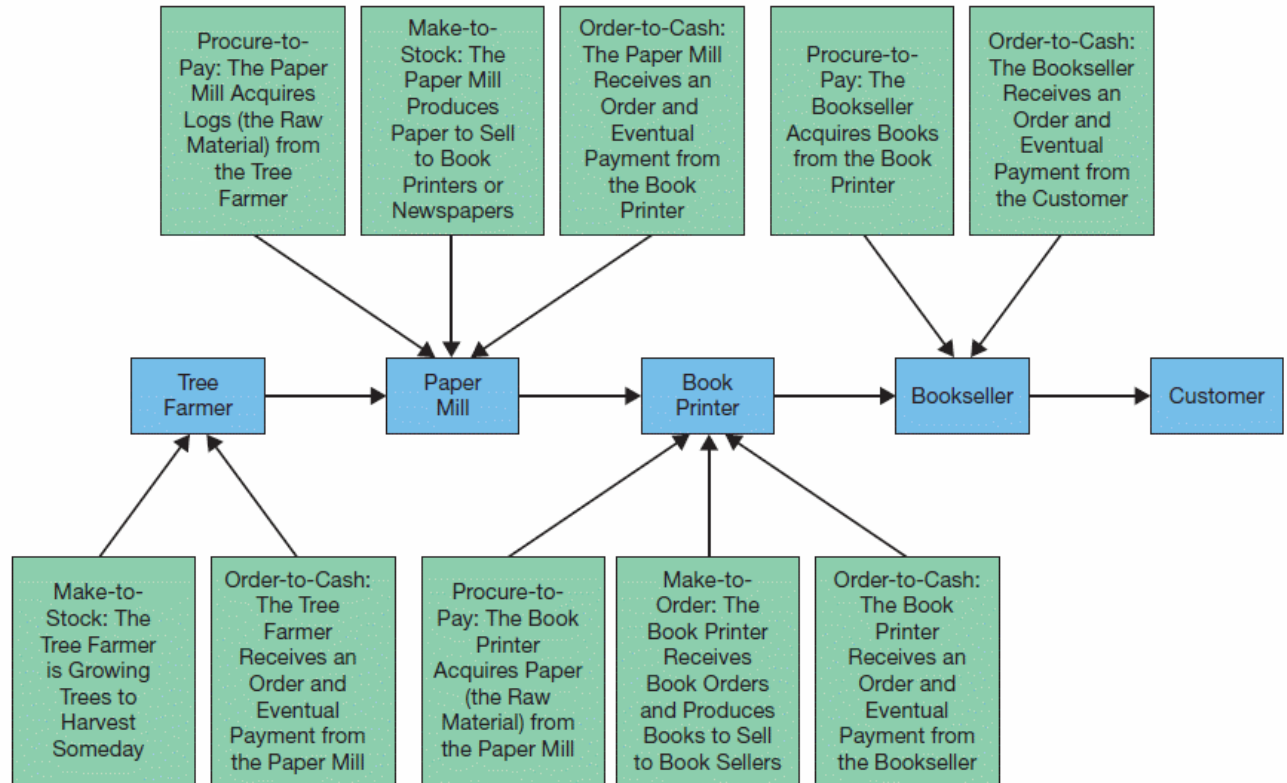 Procure-to-
Pay: The Paper
Mill Acquires
Logs (the Raw
Material) from
the Tree
Farmer
Make-to-
Stock: The
Paper Mill
Produces
Paper to Sell
to Book
Printers or
Newspapers
Order-to-Cash:
The Paper Mill
Receives an
Order and
Eventual
Payment from
the Book
Printer
Procure-to-
Pay: The
Bookseller
Acquires Books
from the Book
Printer
Order-to-Cash:
The Bookseller
Receives an
Order and
Eventual
Payment from
the Customer
Tree
Farmer
Paper
Mill
Book
Printer
Bookseller
Customer
Make-to-
Stock: The
Tree Farmer
is Growing
Trees to
Harvest
Someday
Order-to-Cash:
The Tree
Farmer
Receives an
Order and
Eventual
Payment from
the Paper Mill
Procure-to-
Pay: The Book
Printer
Acquires Paper
(the Raw
Material) from
the Paper Mill
Make-to-
Order: The
Book Printer
Receives
Book Orders
and Produces
Books to Sell
to Book Sellers
Order-to-Cash:
The Book
Printer
Receives an
Order and
Eventual
Payment from
the Bookseller